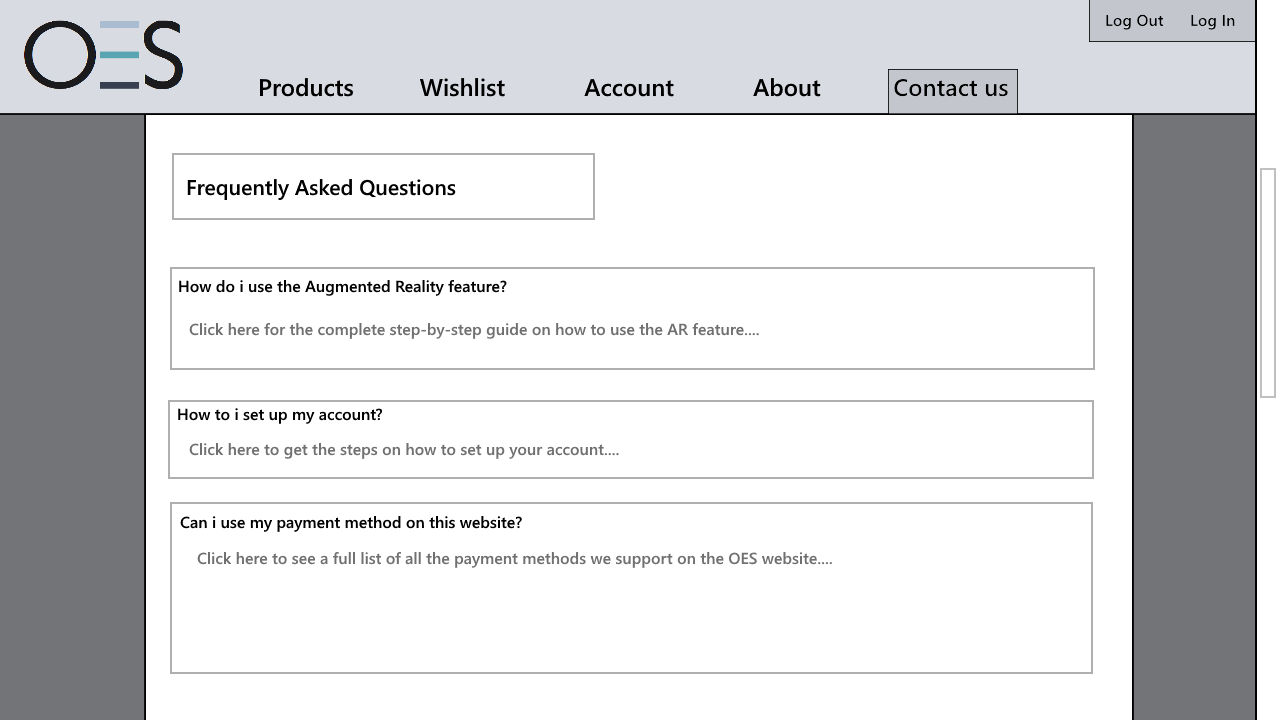 Log Out Log In
OES
Products Wishlist Account About Contact us
Frequently Asked Questions
How do i use the Augmented Reality feature?
Click here for the complete step-by-step guide on how to use the AR feature....
How to i set up my account?
Click here to get the steps on how to set up your account....
Can i use my payment method on this website?
Click here to see a full list of all the payment methods we support on the OES website....